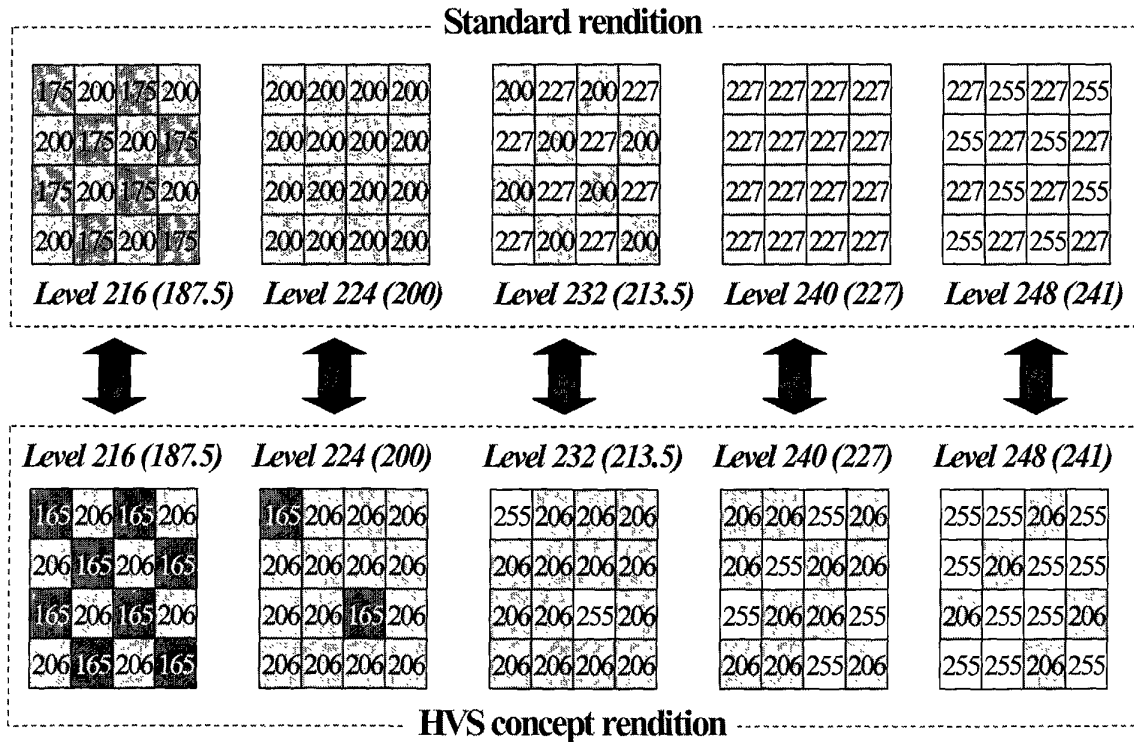 Standard rendition
175 200 175 200 200 200 200 200 200 227 200 227 227 227 227 227 227 255 227 255
200 175 200 175 200 200 200 200 227 200 227 200 227 227 227 227 255 227 255 227
175 200 175 200 200 200 200 200 200 227 200 227 227 227 227 227 227 255 227 255
200 175 200 175 200 200 200 200 227 200 227 200 227 227 227 227 255 227 255 227
Level 216 (187.5) Level 224 (200) Level 232 (213.5) Level 240 (227) Level 248 (241)
Level 216 (187.5) Level 224 (200) Level 232 (213.5) Level 240 (227) Level 248 (241)
165 206 165 206 165 206 206 206 255 206 206 206 206 206 255 206 255 255 206 255
206 165 206 165 206 206 206 206 206 206 206 206 206 255 206 206 255 206 255 255
165 206 165 206 206 206 165 206 206 206 255 206 255 206 206 255 206 255 255 206
206 165 206 165 206 206 206 206 206 206 206 206 206 206 255 206 255 255 206 255
HVS concept rendition